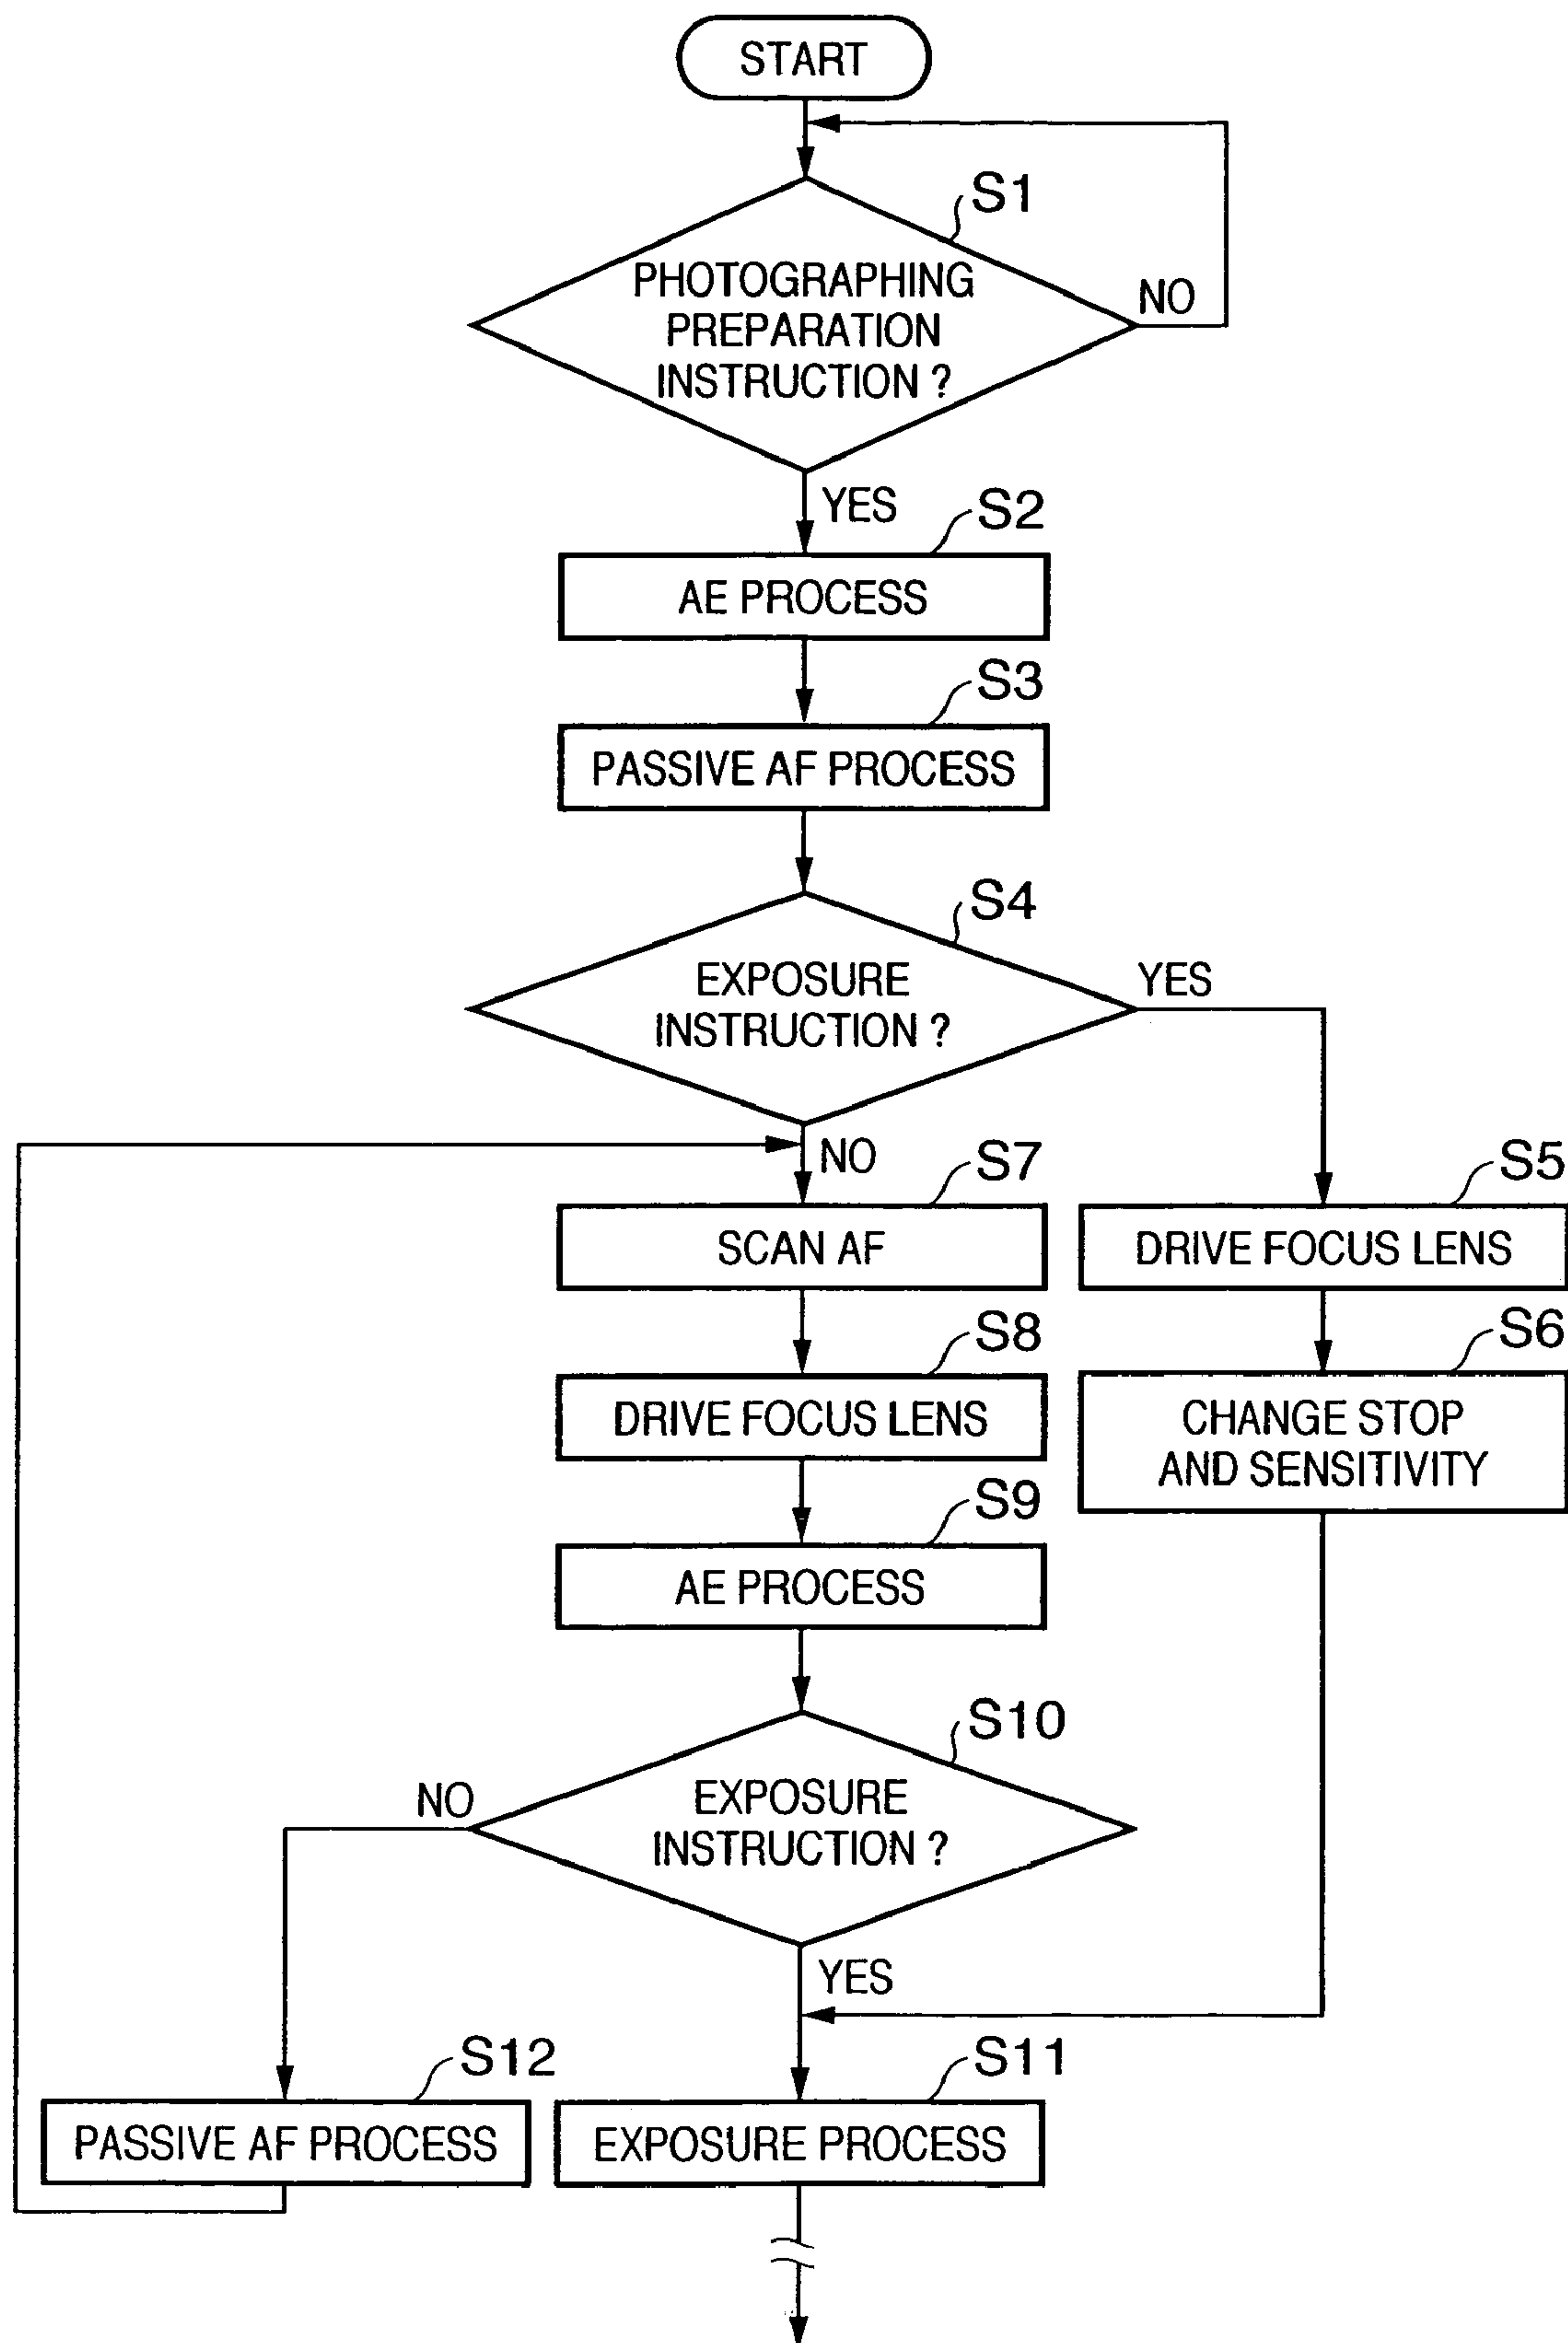 START
S1
PHOTOGRAPHING
PREPARATION
INSTRUCTION ?
NO
YES
S2
AE PROCESS
S3
PASSIVE AF PROCESS
S4
EXPOSURE
INSTRUCTION ?
YES
NO
S7
SCAN AF
S5
DRIVE FOCUS LENS
S8
DRIVE FOCUS LENS
S6
CHANGE STOP
AND SENSITIVITY
S9
AE PROCESS
S10
EXPOSURE
INSTRUCTION ?
NO
YES
S12
PASSIVE AF PROCESS
S11
EXPOSURE PROCESS